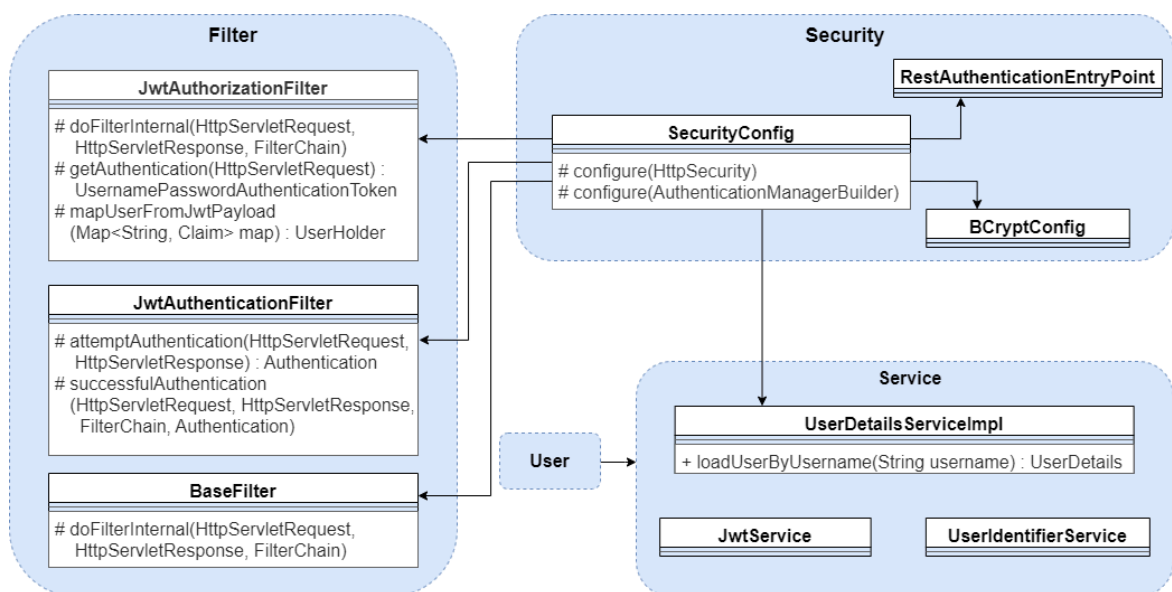 Filter
JwtAuthorizationFilter
# doFilterInternal(HttpServletRequest,
HttpServletResponse, FilterChain)
# getAuthentication(HttpServletRequest) :
UsernamePasswordAuthenticationToken
# mapUserFromJwtPayload
(Map<String, Claim> map) : UserHolder
JwtAuthenticationFilter
# attemptAuthentication(HttpServletRequest,
HttpServletResponse) : Authentication
# successfulAuthentication
(HttpServletRequest, HttpServletResponse,
FilterChain, Authentication)
BaseFilter
# doFilterInternal(HttpServletRequest,
HttpServletResponse, FilterChain)
Security
RestAuthenticationEntryPoint
SecurityConfig
# configure(HttpSecurity)
# configure(AuthenticationManagerBuilder)
BCryptConfig
User
Service
UserDetailsServiceImpl
+ loadUserByUsername(String username) : UserDetails
JwtService
UserIdentifierService